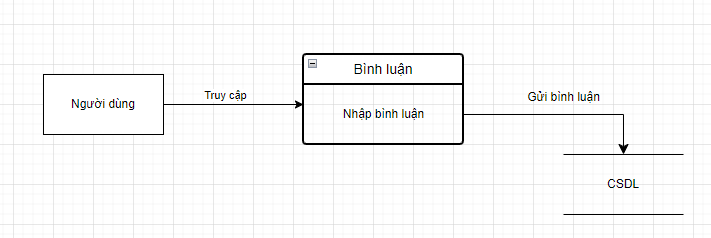 Bình luận
Người dùng
Truy cập
Nhập bình luận
Gửi bình luận
CSDL